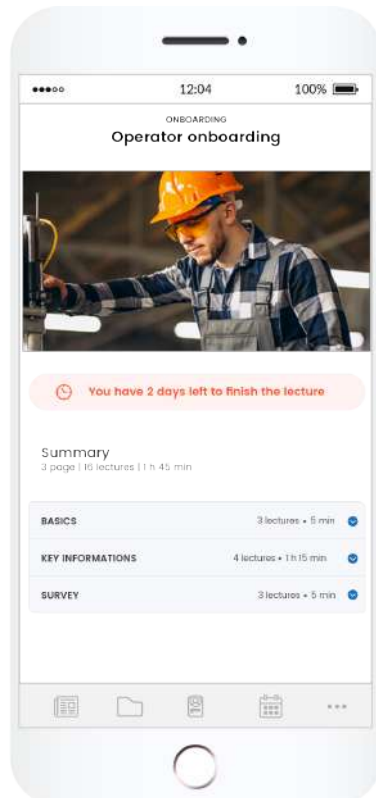 12:04
100%
ONBOARDING
Operator onboarding
You have 2 days left to finish the lecture
Summary
3 page | 16 lectures | 1 h 45 min
BASICS 3 lectures • 5 min
KEY INFORMATIONS 4 lectures • 1 h 15 min
SURVEY 3 lectures • 5 min